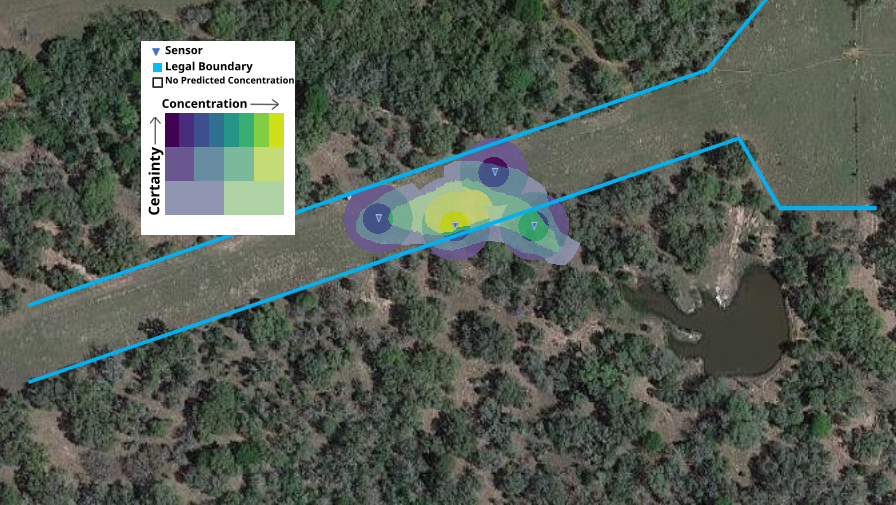 Sensor
Legal Boundary
No Predicted Concentration
Concentration
Certainty